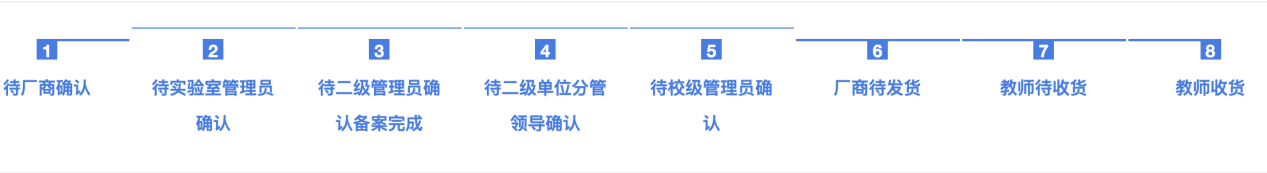 1 2 3 4 5 6 7 8
待厂商确认 待实验室管理员 待二级管理员确 待二级单位分管 待校级管理员确 厂商待发货 教师待收货 教师收货
确认 认备案完成 领导确认 认